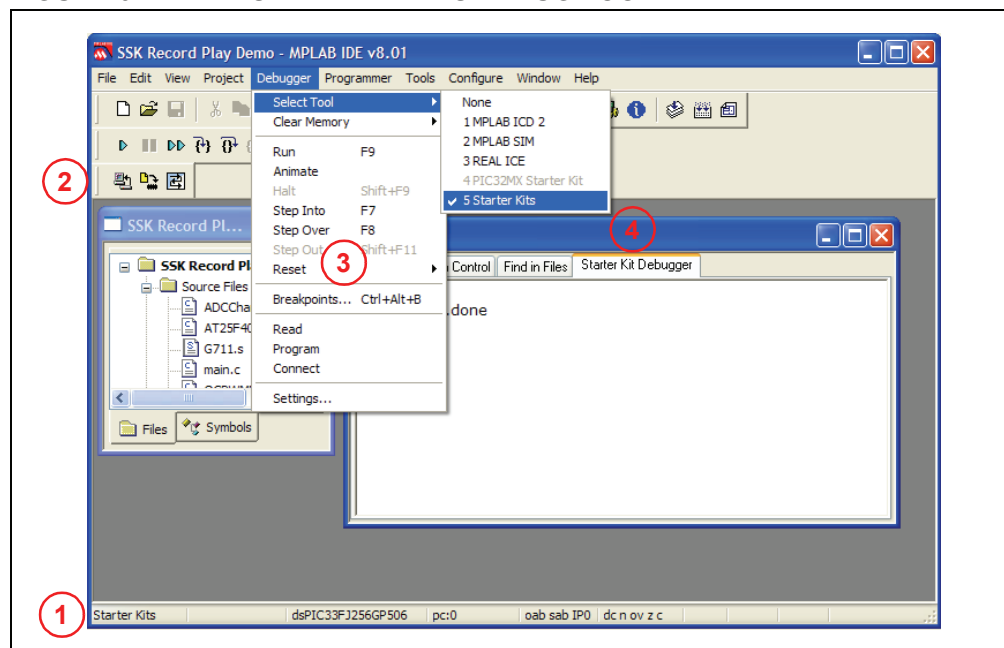 SSK Record Play Demo - MPLAB IDE v8.01
File Edit View Project Debugger Programmer Tools Configure Window Help
Select Tool
Clear Memory
Run F9
Animate
Halt Shift+F9
Step Into F7
Step Over F8
Step Out Shift+F11
Reset
Breakpoints... Ctrl+Alt+B
Read
Program
Connect
Settings...
None
1 MPLAB ICD 2
2 MPLAB SIM
3 REAL ICE
4 PIC32MX Starter Kit
✓ 5 Starter Kits
2
3
4
SSK Record Pl...
SSK Record Pl
Source Files
ADCCha
AT25F40
G711.s
main.c
Files Symbols
Control Find in Files Starter Kit Debugger
.done
1
Starter Kits dsPIC33FJ256GP506 pc:0 oab sab IP0 dc n ov z c